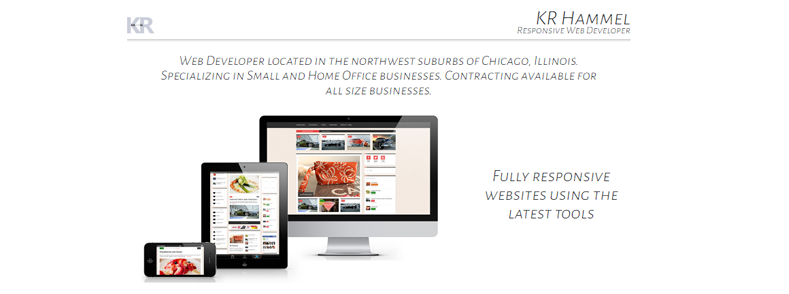 KR
KR Hammel
Responsive Web Developer
Web Developer located in the northwest suburbs of Chicago, Illinois.
Specializing in Small and Home Office businesses. Contracting available for
all size businesses.
Fully responsive
websites using the
latest tools